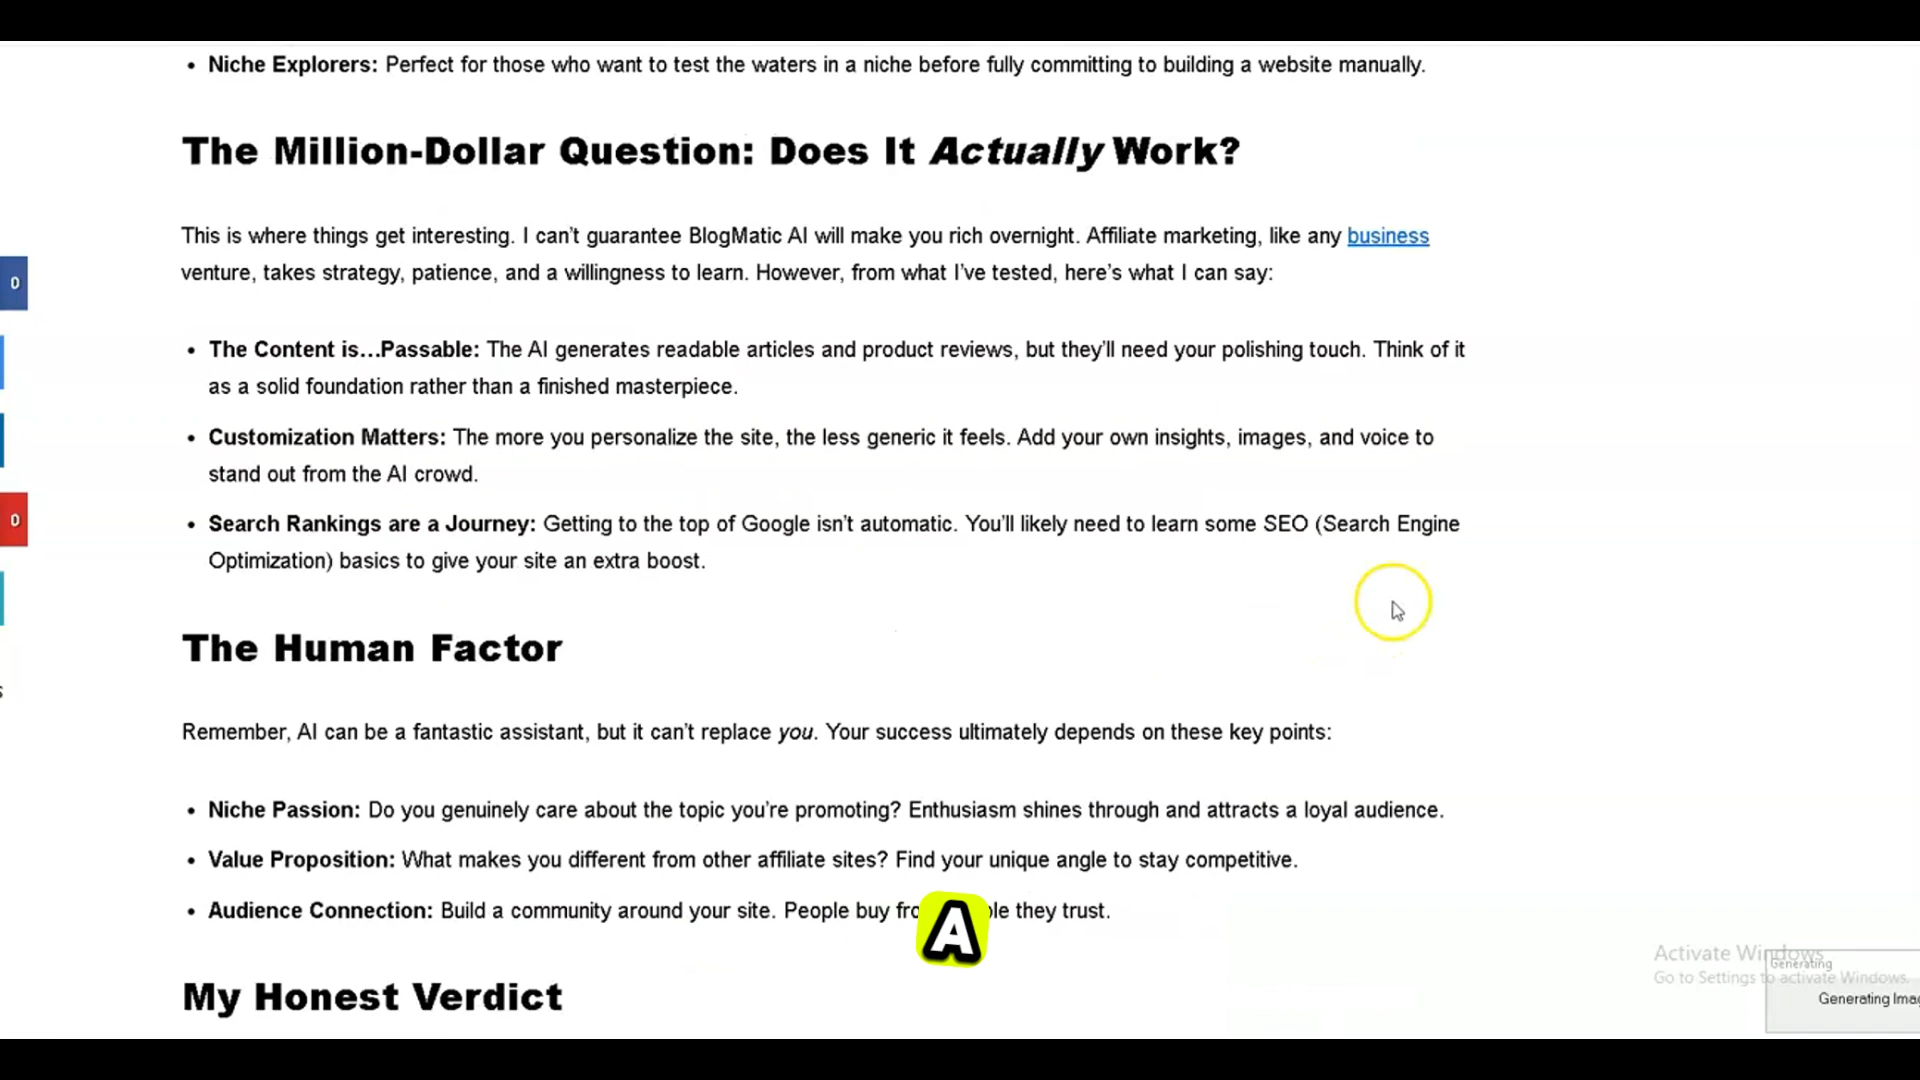 • Niche Explorers: Perfect for those who want to test the waters in a niche before fully committing to building a website manually.
The Million-Dollar Question: Does It Actually Work?
This is where things get interesting. I can't guarantee BlogMatic AI will make you rich overnight. Affiliate marketing, like any business
venture, takes strategy, patience, and a willingness to learn. However, from what I've tested, here's what I can say:
0
• The Content is...Passable: The AI generates readable articles and product reviews, but they'll need your polishing touch. Think of it
as a solid foundation rather than a finished masterpiece.
• Customization Matters: The more you personalize the site, the less generic it feels. Add your own insights, images, and voice to
stand out from the AI crowd.
• Search Rankings are a Journey: Getting to the top of Google isn't automatic. You'll likely need to learn some SEO (Search Engine
0
Optimization) basics to give your site an extra boost.
The Human Factor
s
Remember, AI can be a fantastic assistant, but it can't replace you. Your success ultimately depends on these key points:
• Niche Passion: Do you genuinely care about the topic you're promoting? Enthusiasm shines through and attracts a loyal audience.
• Value Proposition: What makes you different from other affiliate sites? Find your unique angle to stay competitive.
• Audience Connection: Build a community around your site. People buy they trust.
A
My Honest Verdict
Activate Windows
Go to Settings to activate Windows.
Generating
Generating Imag